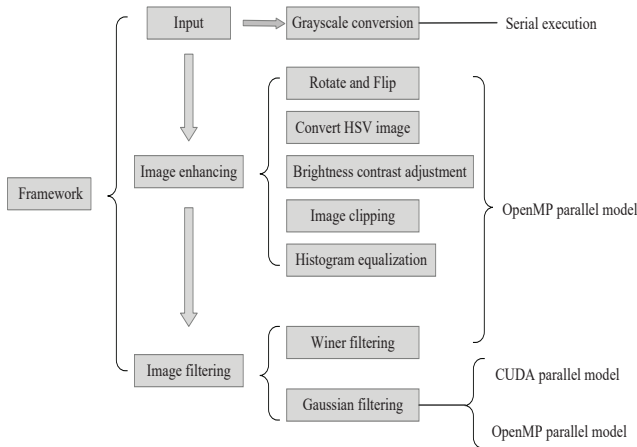 Input
Grayscale conversion
Serial execution
Rotate and Flip
Convert HSV image
Image enhancing
Brightness contrast adjustment
Framework
Image clipping
OpenMP parallel model
Histogram equalization
Winer filtering
Image filtering
CUDA parallel model
Gaussian filtering
OpenMP parallel model